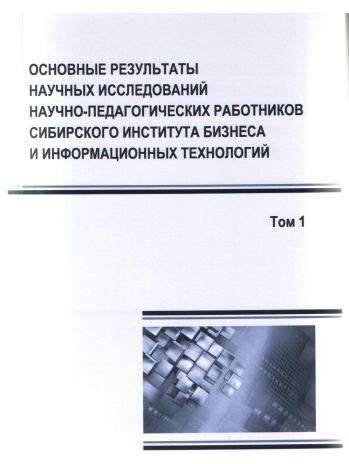 ОСНОВНЫЕ РЕЗУЛЬТАТЫ
НАУЧНЫХ ИССЛЕДОВАНИЙ
НАУЧНО-ПЕДАГОГИЧЕСКИХ РАБОТНИКОВ
СИБИРСКОГО ИНСТИТУТА БИЗНЕСА
И ИНФОРМАЦИОННЫХ ТЕХНОЛОГИЙ
Том 1